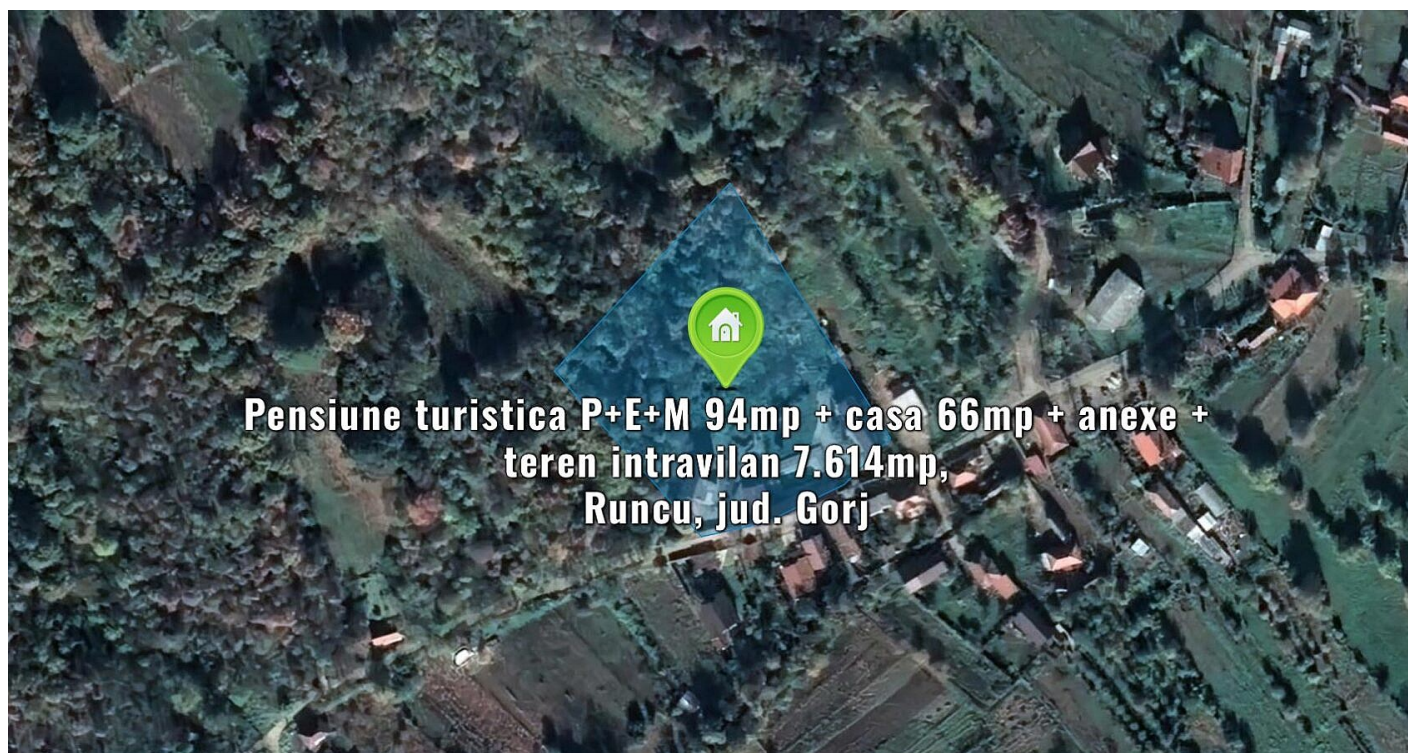 Pensiune turistica P+E+M 94mp + casa 66mp + anexe +
teren intravilan 7.614mp,
Runcu, jud. Gorj